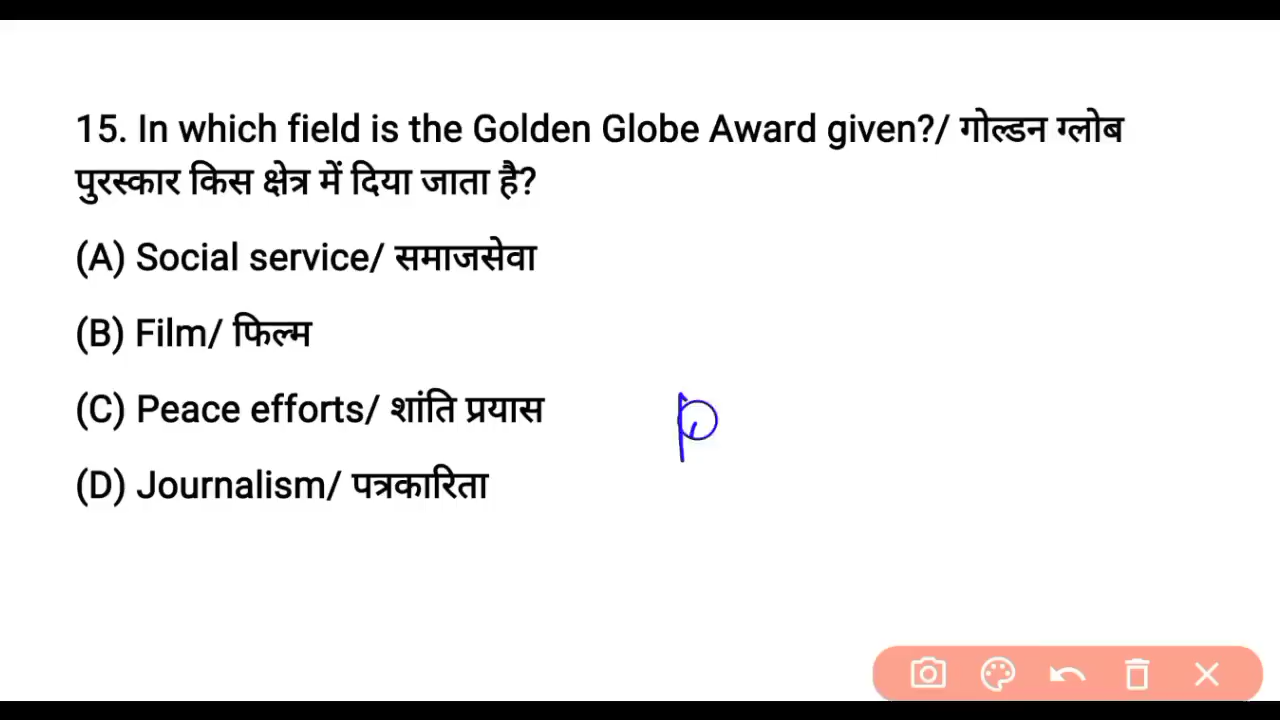 15. In which field is the Golden Globe Award given?/ गोल्डन ग्लोब
पुरस्कार किस क्षेत्र में दिया जाता है?
(A) Social service/ समाजसेवा
(B) Film/ फिल्म
(C) Peace efforts/ शांति प्रयास
(D) Journalism/ पत्रकारिता